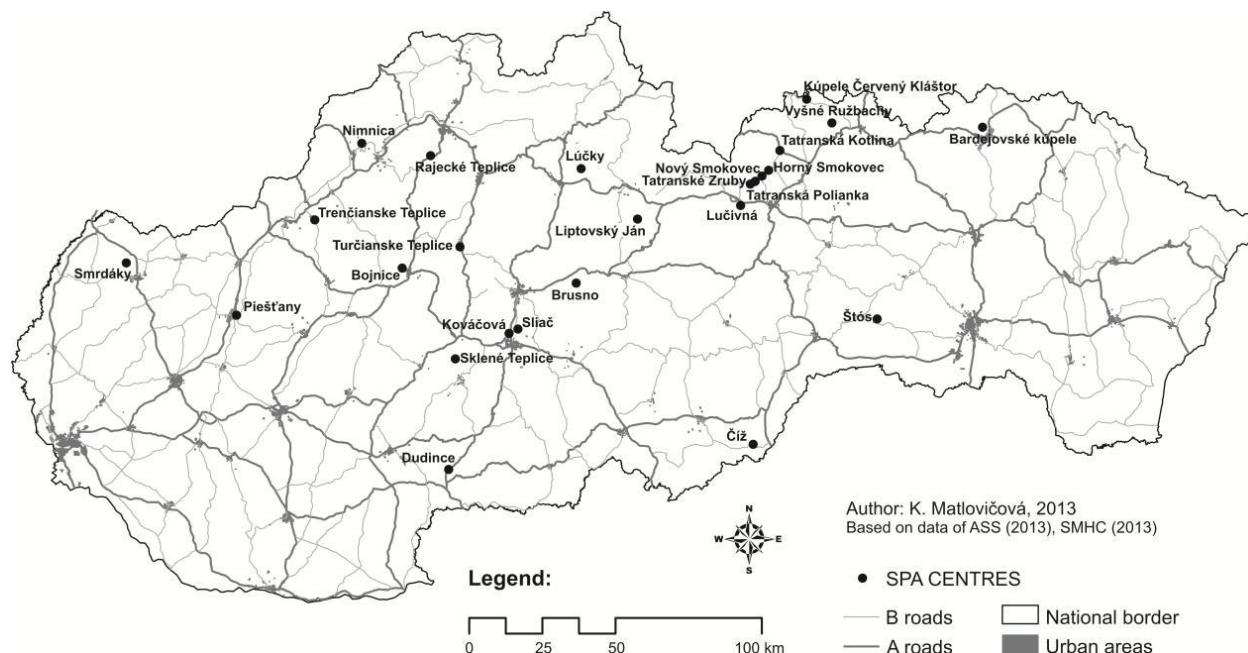 Kúpele Červený Kláštor
Vyšné Ružbachy
Nimnica
Bardejovské kúpele
Tatranská Kotlina
Rajecké Teplice
Lúčky
Nový Smokovec
Horný Smokovec
Tatranské Zruby
Tatranská Polianka
Lučivná
Trenčianske Teplice
Liptovský Ján
Turčianske Teplice
Smrdáky
Bojnice
Brusno
Piešťany
Kováčová
Sliač
Štós
Sklené Teplice
Číž
Dudince
Author: K. Matlovičová, 2013
Based on data of ASS (2013), SMHC (2013)
N
W
E
S
Legend:
SPA CENTRES
B roads
National border
A roads
Urban areas
0 25 50 100 km